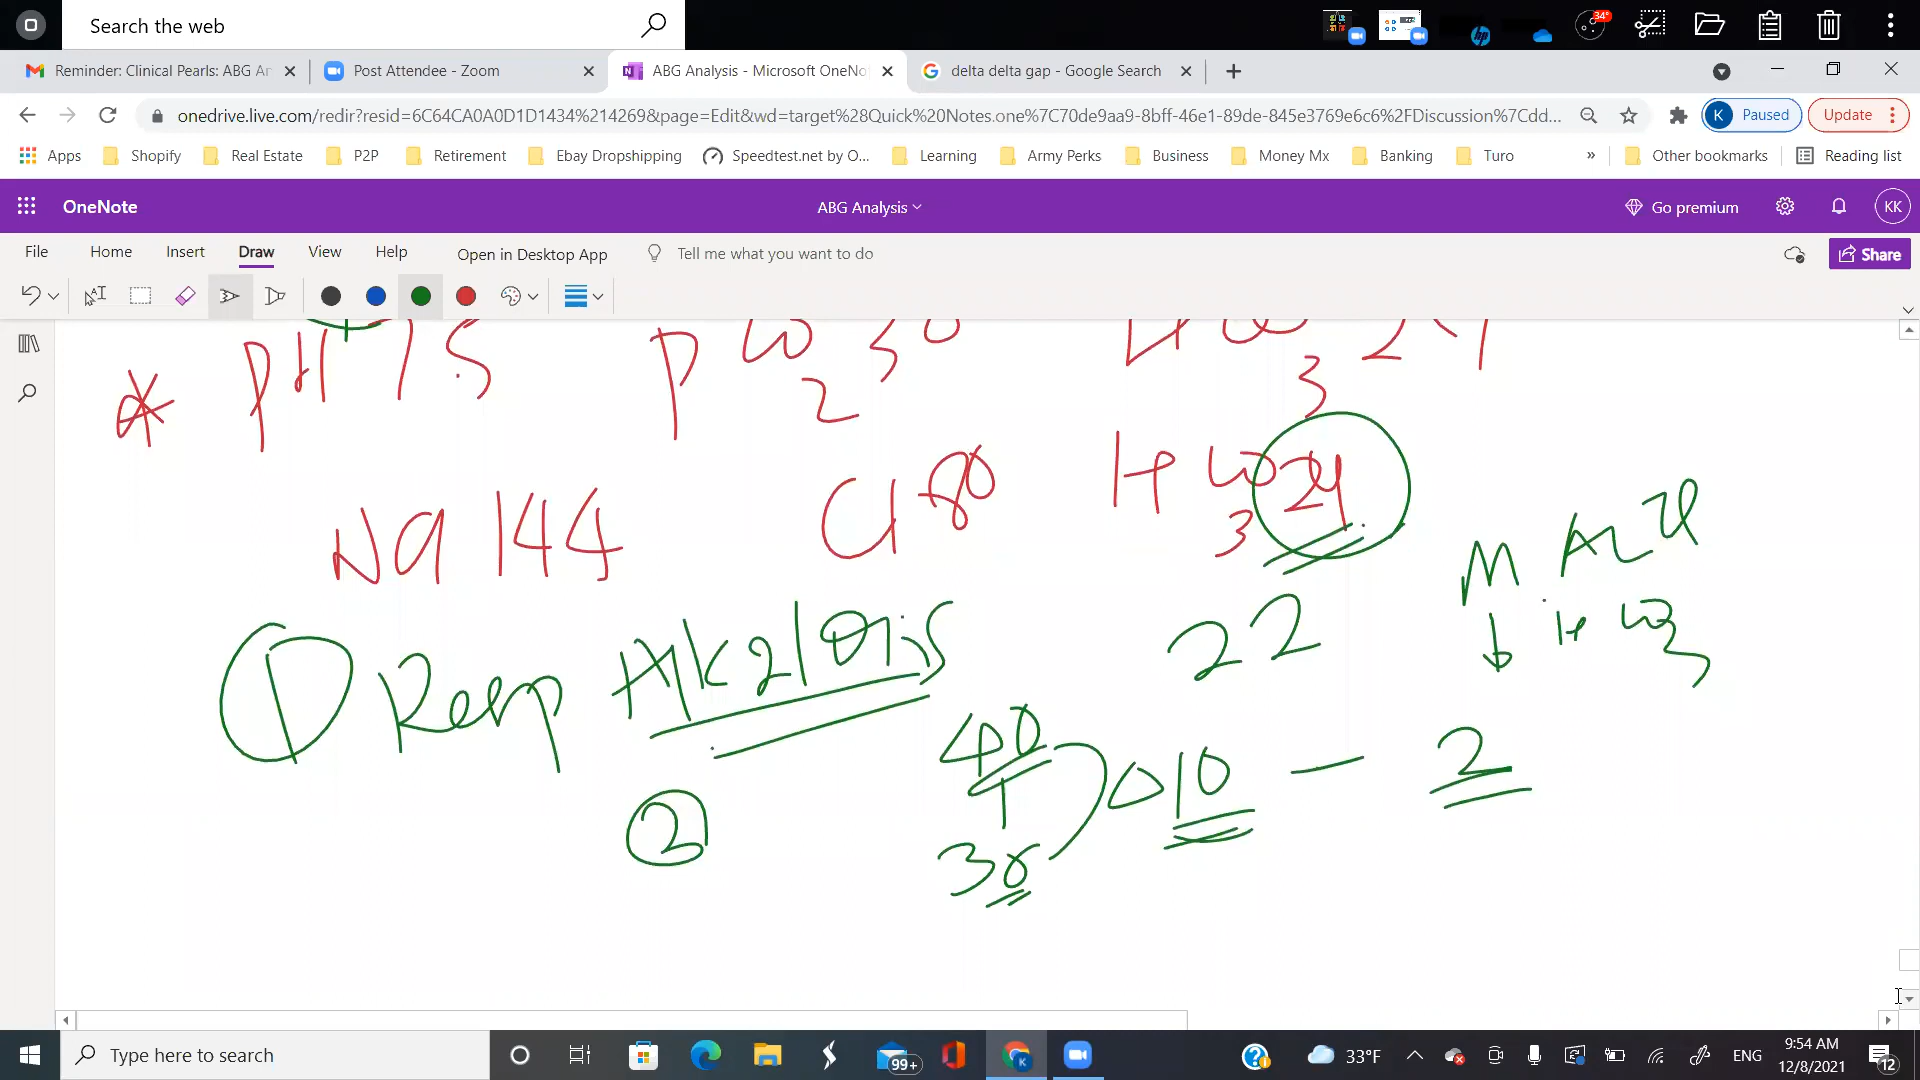 Search the web
34°
Reminder: Clinical Pearls: ABG An
Post Attendee - Zoom
ABG Analysis - Microsoft OneNo
delta delta gap - Google Search
onedrive.live.com/redir?resid=6C64CA0A0D1D1434%214269&page=Edit&wd=target%28Quick%20Notes.one%7C70de9aa9-8bff-46e1-89de-845e3769e6c6%2FDiscussion%7Cdd...
K Paused
Update
Apps Shopify Real Estate P2P Retirement Ebay Dropshipping Speedtest.net by O... Learning Army Perks Business Money Mx Banking Turo » Other bookmarks Reading list
OneNote
ABG Analysis
Go premium
KK
File Home Insert Draw View Help Open in Desktop App Tell me what you want to do
Share
* pH 7.5 pCO2 30 HCO3 24
Na 144 Cl 80 HCO3 24
M Acid
↓ HCO3
① Resp Alkalosis 22
40 10 — 2
② 30
Type here to search
99+
33°F
ENG
9:54 AM
12/8/2021
12